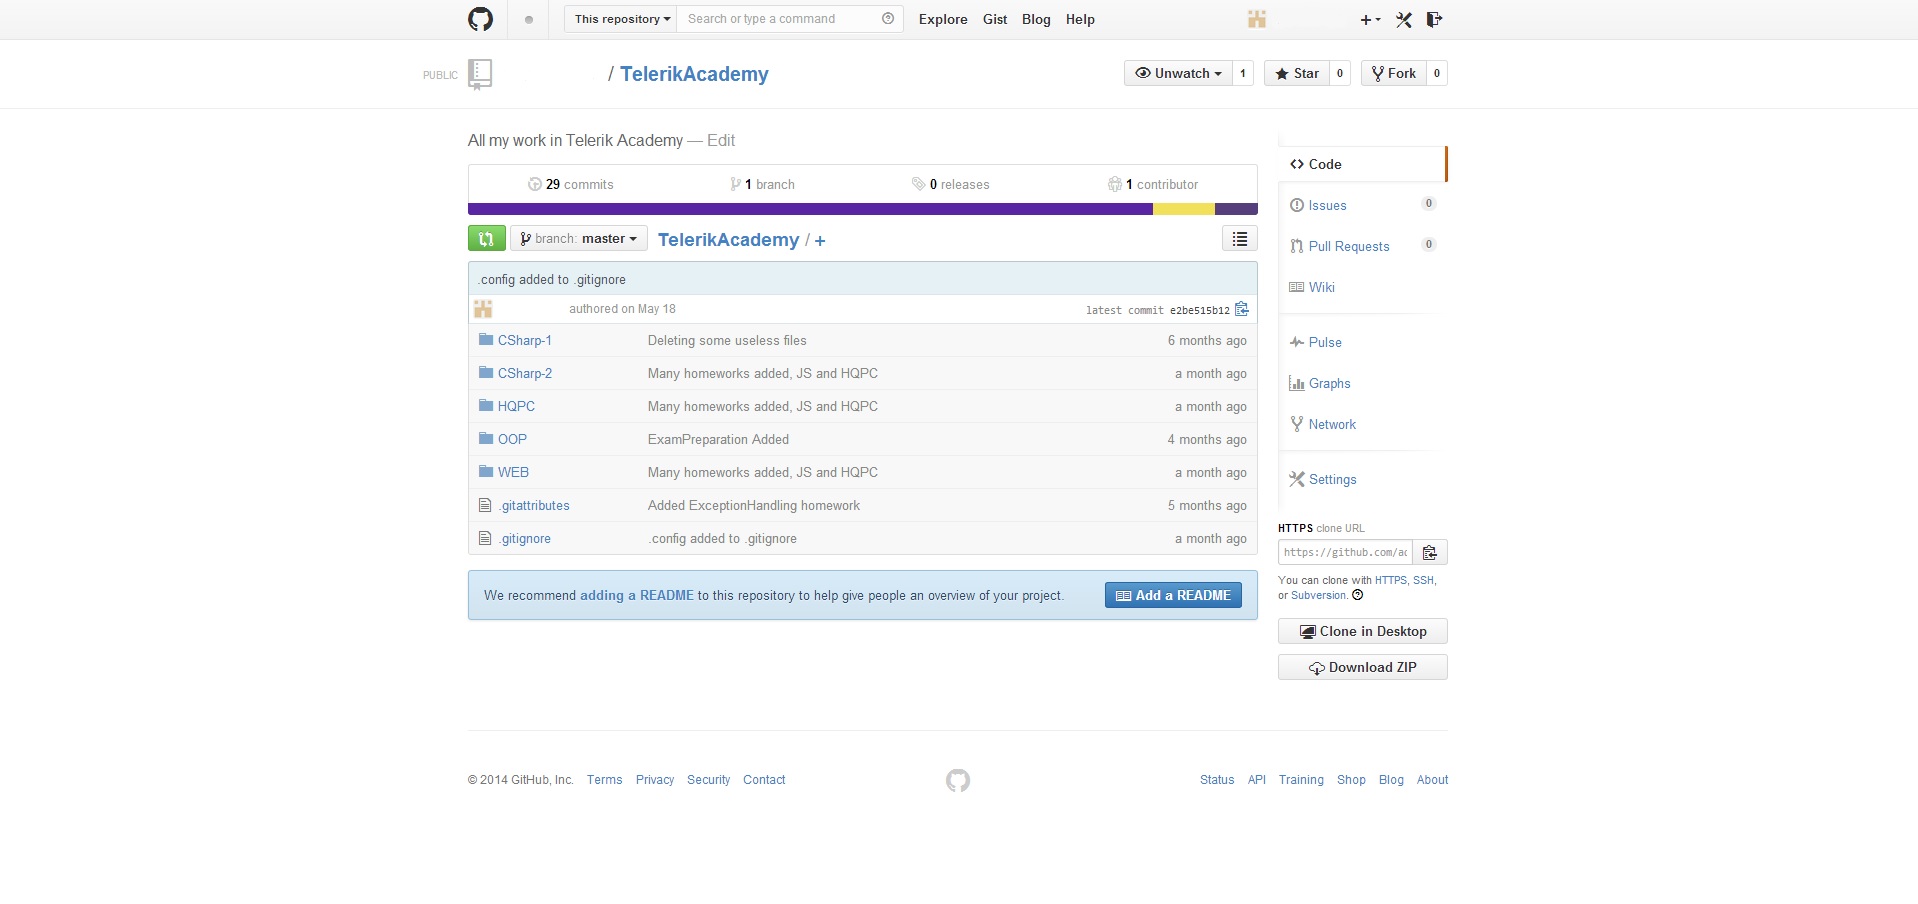 This repository Search or type a command Explore Gist Blog Help
PUBLIC / TelerikAcademy Unwatch 1 Star 0 Fork 0
All my work in Telerik Academy — Edit
29 commits 1 branch 0 releases 1 contributor
branch: master TelerikAcademy / +
.config added to .gitignore
authored on May 18 latest commit e2be515b12
CSharp-1 Deleting some useless files 6 months ago
CSharp-2 Many homeworks added, JS and HQPC a month ago
HQPC Many homeworks added, JS and HQPC a month ago
OOP ExamPreparation Added 4 months ago
WEB Many homeworks added, JS and HQPC a month ago
.gitattributes Added ExceptionHandling homework 5 months ago
.gitignore .config added to .gitignore a month ago
We recommend adding a README to this repository to help give people an overview of your project. Add a README
Code
Issues 0
Pull Requests 0
Wiki
Pulse
Graphs
Network
Settings
HTTPS clone URL
https://github.com/ac
You can clone with HTTPS, SSH,
or Subversion.
Clone in Desktop
Download ZIP
© 2014 GitHub, Inc. Terms Privacy Security Contact Status API Training Shop Blog About